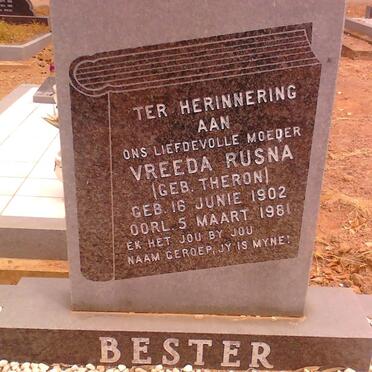 TER HERINNERING
AAN
ONS LIEFDEVOLLE MOEDER
VREEDA RUSNA
(GEB. THERON)
GEB. 16 JUNIE 1902
OORL. 5 MAART 1981
EK HET JOU BY JOU
NAAM GEROEP, JY IS MYNE!
BESTER